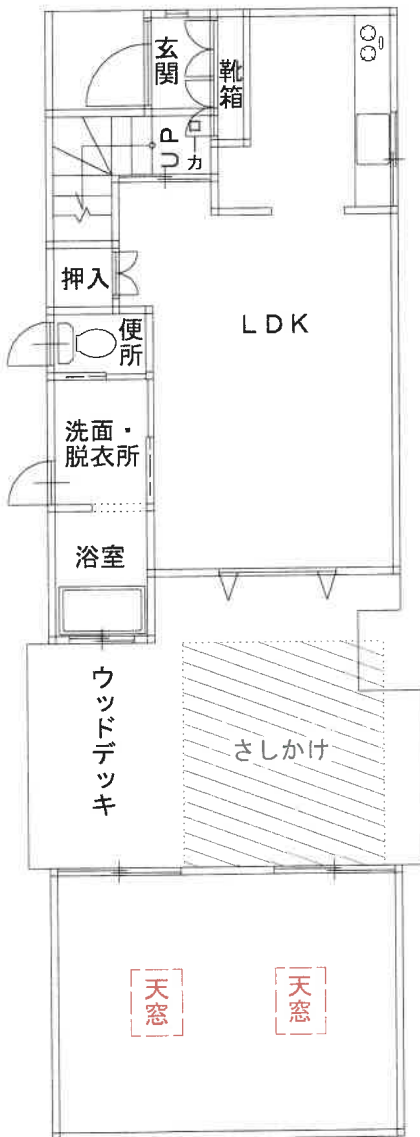 玄関
靴箱
UP
ロ
ー
カ
押入
便所
LDK
洗面・
脱衣所
浴室
ウッドデッキ
さしかけ
天窓
天窓